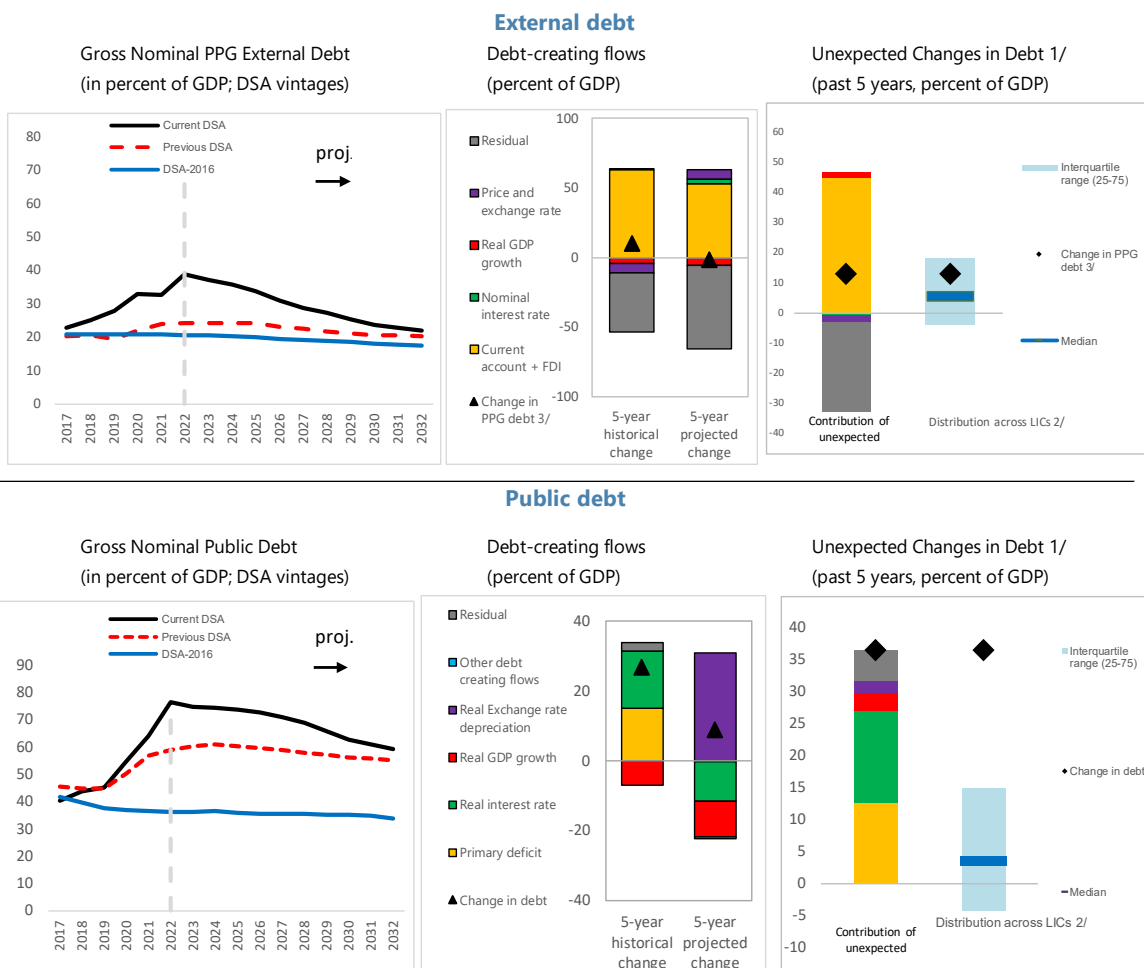 External debt
Gross Nominal PPG External Debt
(in percent of GDP; DSA vintages)
Debt-creating flows
(percent of GDP)
Unexpected Changes in Debt 1/
(past 5 years, percent of GDP)
Current DSA
Previous DSA
DSA-2016
proj.
80
70
60
50
40
30
20
10
0
2017
2018
2019
2020
2021
2022
2023
2024
2025
2026
2027
2028
2029
2030
2031
2032
Residual
Price and
exchange rate
Real GDP
growth
Nominal
interest rate
Current
account + FDI
Change in
PPG debt 3/
100
50
0
-50
-100
5-year
historical
change
5-year
projected
change
60
50
40
30
20
10
0
-10
-20
-30
-40
Contribution of
unexpected
Distribution across LICs 2/
Interquartile
range (25-75)
Change in PPG
debt 3/
Median
Public debt
Gross Nominal Public Debt
(in percent of GDP; DSA vintages)
Debt-creating flows
(percent of GDP)
Unexpected Changes in Debt 1/
(past 5 years, percent of GDP)
Current DSA
Previous DSA
DSA-2016
proj.
90
80
70
60
50
40
30
20
10
0
2017
2018
2019
2020
2021
2022
2023
2024
2025
2026
2027
2028
2029
2030
2031
2032
Residual
Other debt
creating flows
Real Exchange rate
depreciation
Real GDP growth
Real interest rate
Primary deficit
Change in debt
40
20
0
-20
-40
5-year
historical
change
5-year
projected
change
40
35
30
25
20
15
10
5
0
-5
-10
Contribution of
unexpected
Distribution across LICs 2/
Interquartile
range (25-75)
Change in debt
Median